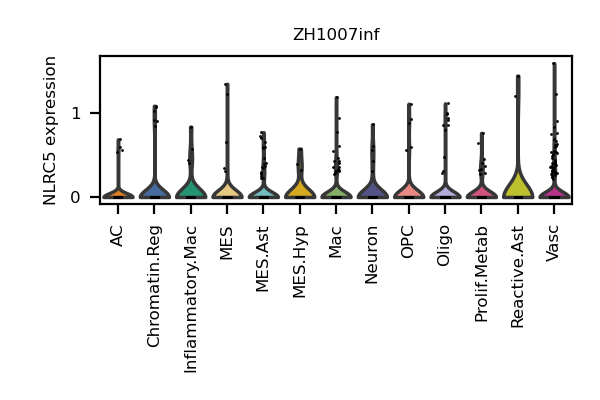 ZH1007inf
NLRC5 expression
1
0
AC
Chromatin.Reg
Inflammatory.Mac
MES
MES.Ast
MES.Hyp
Mac
Neuron
OPC
Oligo
Prolif.Metab
Reactive.Ast
Vasc